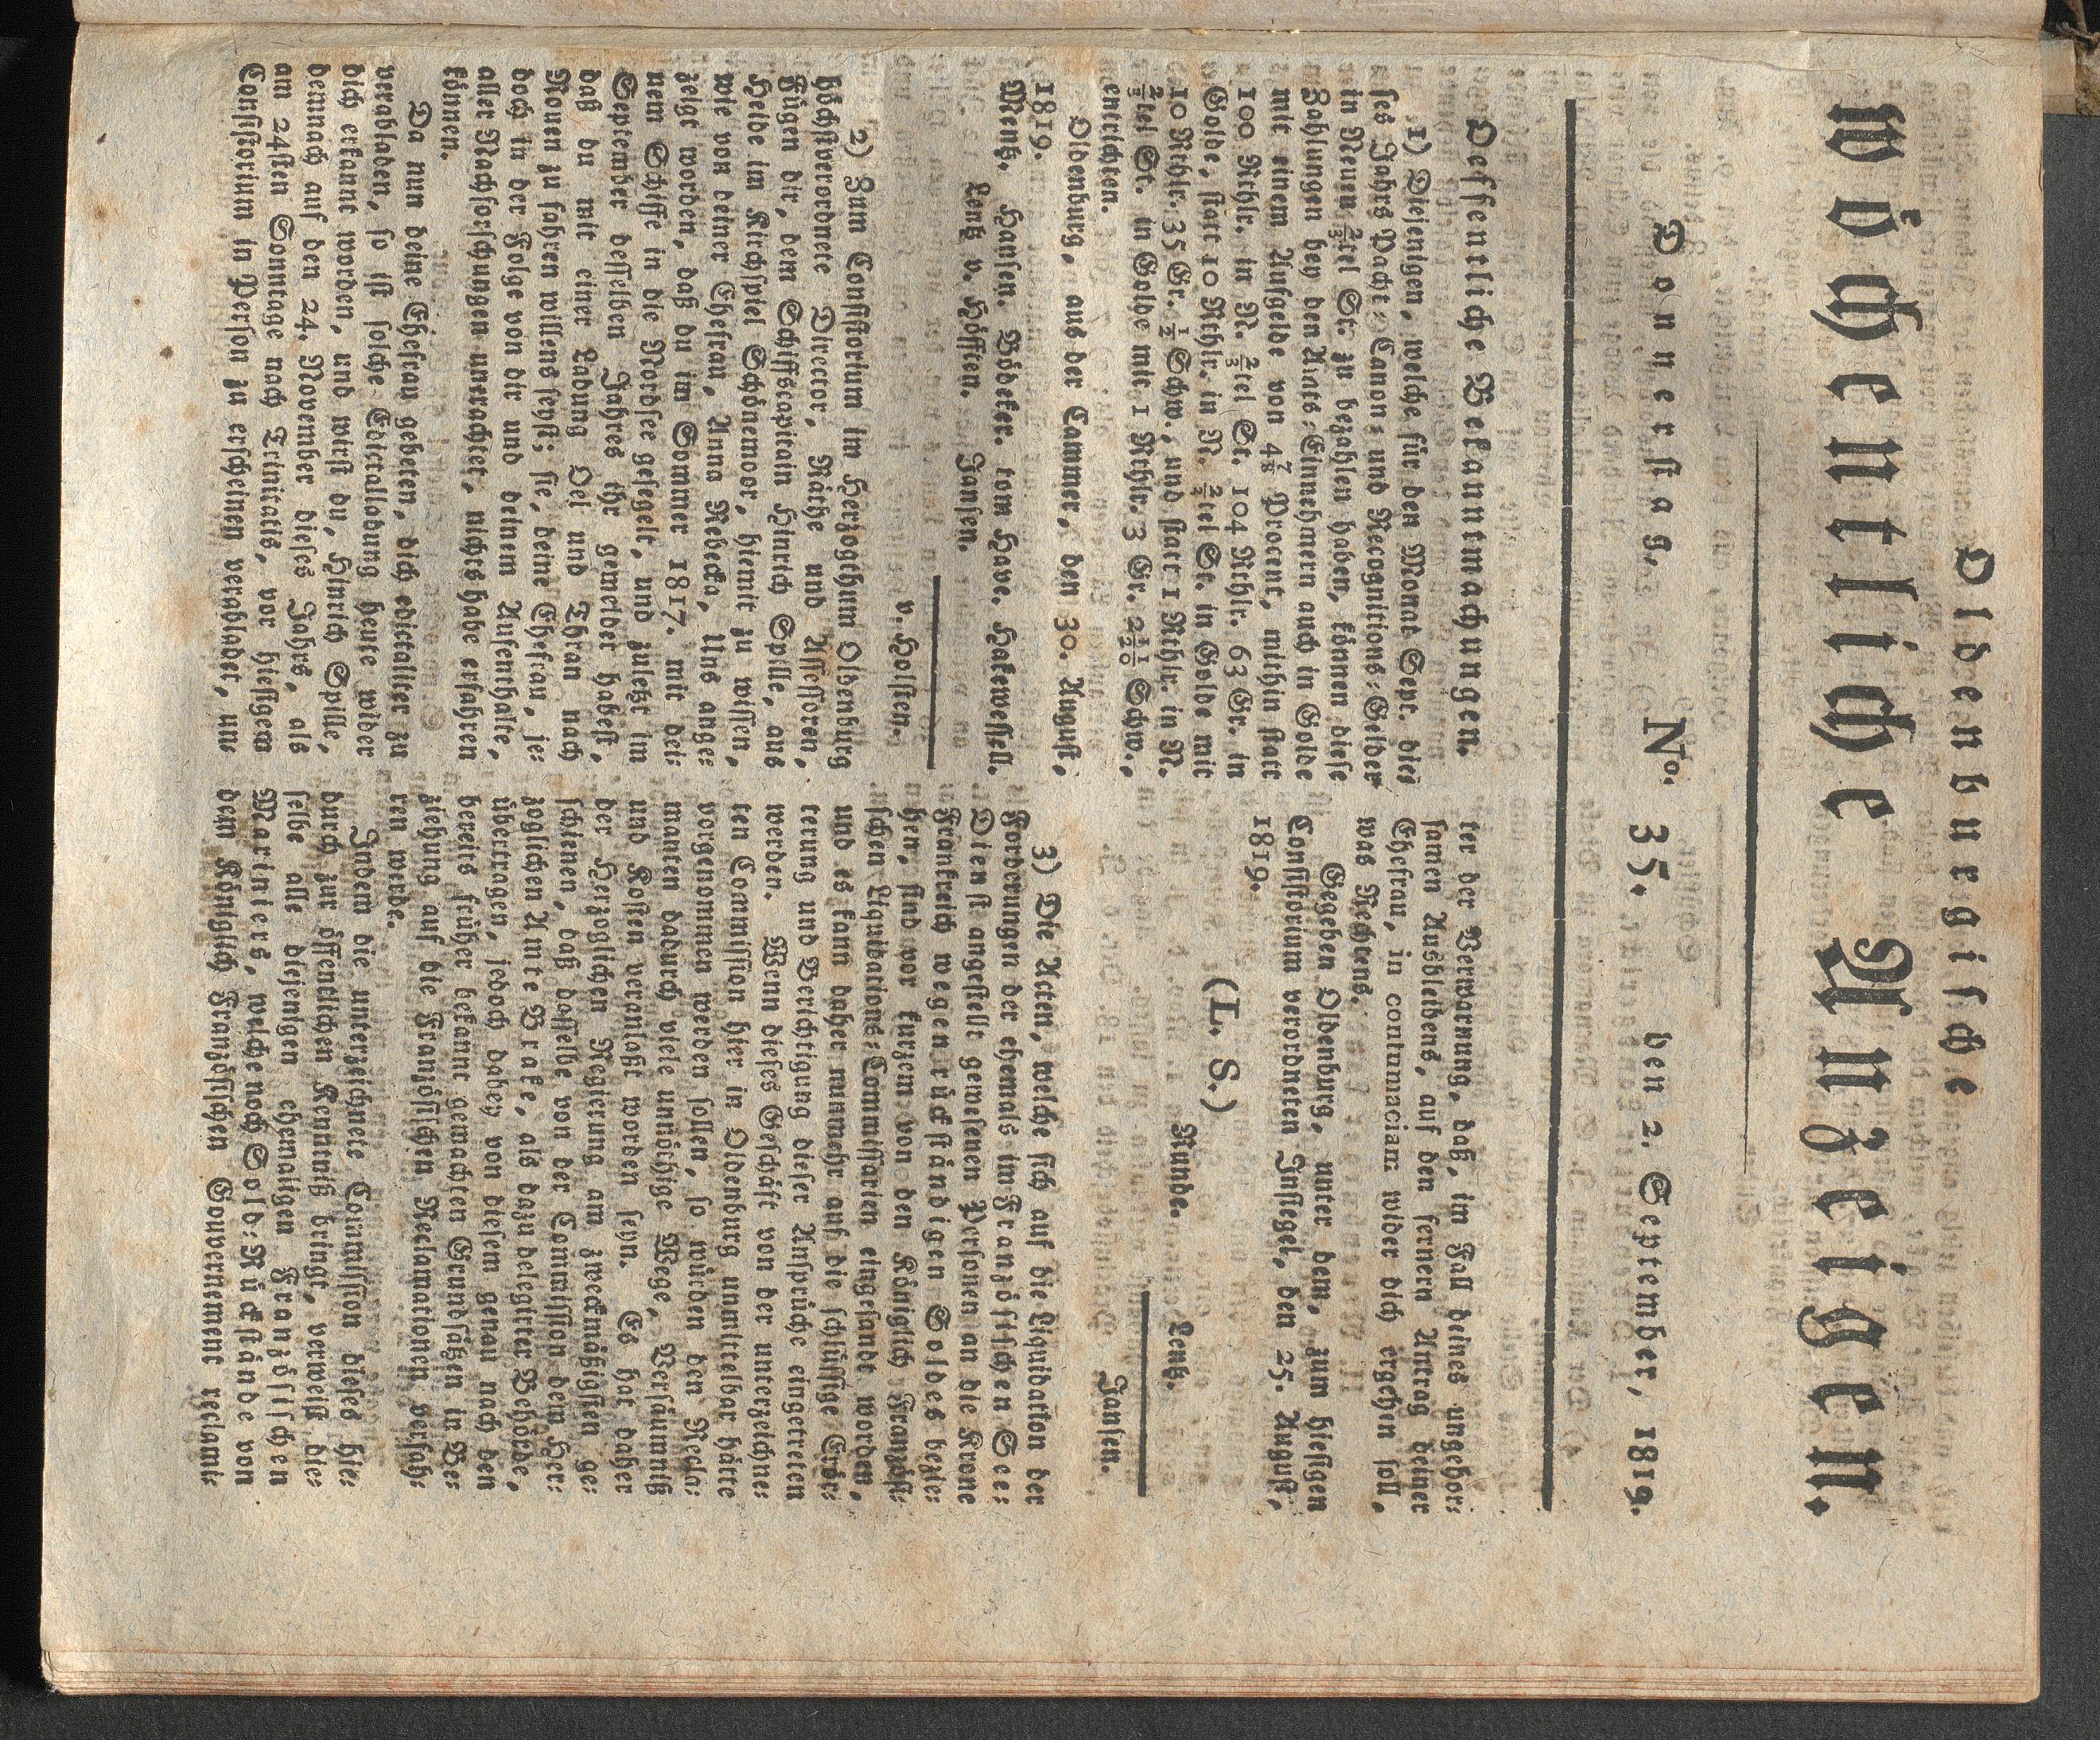 Oldenburgische
wöchentliche Anzeigen.
Donnerstag, No. 35. den 2. September, 1819.
Oeffentliche Bekanntmachungen.
1) Diejenigen, welche für den Monat Sept. dies
ses Jahrs Pacht-Canon- und Recognitions-Gelder
in Neuen ⅔tel St. zu bezahlen haben, können diese
Zahlungen bey den Amts-Einnehmern auch in Golde
mit einem Aufgelde von 4⅞ Procent, mithin statt
100 Rthlr. in N. ⅔tel St. 104 Rthlr. 63 Gr. in
Golde, statt 10 Rthlr. in N. ⅔tel St. in Golde mit
10 Rthlr. 35 Gr. ½ Schw., und statt 1 Rthlr. in N.
⅔tel St. in Golde mit 1 Rthlr. 3 Gr. 2 11/20 Schw.,
entrichten.
Oldenburg, aus der Cammer, den 30. August,
1819.
Mentz. Hansen. Bödeker. tom Have. Hakewessell.
Lentz v. Höfften. Jansen.
2) Zum Consistorium im Herzogthum Oldenburg
höchstverordnete Director, Räthe und Assessoren,
Fügen dir, dem Schiffscapitain Hinrich Spille, aus
Heide im Kirchspiel Schönemoor, hiemit zu wissen,
wie von deiner Ehefrau, Anna Rebecka, Uns anges
zeigt worden, daß du im Sommer 1817. mit deis
nem Schiffe in die Nordsee gesegelt, und zuletzt im
September desselben Jahres ihr gemeldet habest,
daß du mit einer Ladung Oel und Thran nach
Rouen zu fahren willens seyst; sie, deine Ehefrau, je-
doch in der Folge von dir und deinem Aufenthalte,
aller Nachforschungen unerachtet, nichts habe erfahren
können.
Da nun deine Ehefrau gebeten, dich edictaliter zu
verabladen, so ist solche Edictalladung heute wider
dich erkannt worden, und wirst du, Hinrich Spille,
demnach auf den 24. November dieses Jahrs, als
am 24sten Sonntage nach Trinitatis, vor hiesigem
Consistorium in Person zu erscheinen verabladet, un-
v. Holsten.
ter der Verwarnung, daß, im Fall deines ungehor-
samen Ausbleibens, auf den fernern Antrag deiner
Ehefrau, in contumaciam wider dich ergehen soll,
was Rechtens.
Gegeben Oldenburg, unter dem, zum hiesigen
Consistorium verordneten Insiegel, den 25. August,
1819.
(L. S.)
Runde. Lentz.
Jansen.
3) Die Acten, welche sich auf die Liquidation der
Forderungen der ehemals im Französischen See-
Dienst angestellt gewesenen Personen an die Krone
Frankreich wegen rückständigen Soldes bezie-
hen, sind vor kurzem von den Königlich Französi-
schen Liquidations-Commissarien eingesandt worden,
und es kann daher nunmehr auf die schlüssige Erör-
terung und Berichtigung dieser Ansprüche eingetreten
werden. Wenn dieses Geschäft von der unterzeichne-
ten Commission hier in Oldenburg unmittelbar hätte
vorgenommen werden sollen, so würden den Recla-
manten dadurch viele unnöthige Wege, Versäumniß
und Kosten veranlaßt worden seyn. Es hat daher
der Herzoglichen Regierung am zweckmäßigsten ge-
schienen, daß dasselbe von der Commission dem Her-
zoglichen Amte Brake, als dazu delegirter Behörde,
übertragen, jedoch dabey von diesem genau nach den
bereits früher bekannt gemachten Grundsätzen in Be-
ziehung auf die Französischen Reclamationen verfah-
ren werde.
Indem die unterzeichnete Commission dieses hie-
durch zur öffentlichen Kenntniß bringt, verweist die-
selbe alle diejenigen ehemaligen Französischen
Mariniers, welche noch Sold-Rückstände von
dem Königlich Französischen Gouvernement reclami-